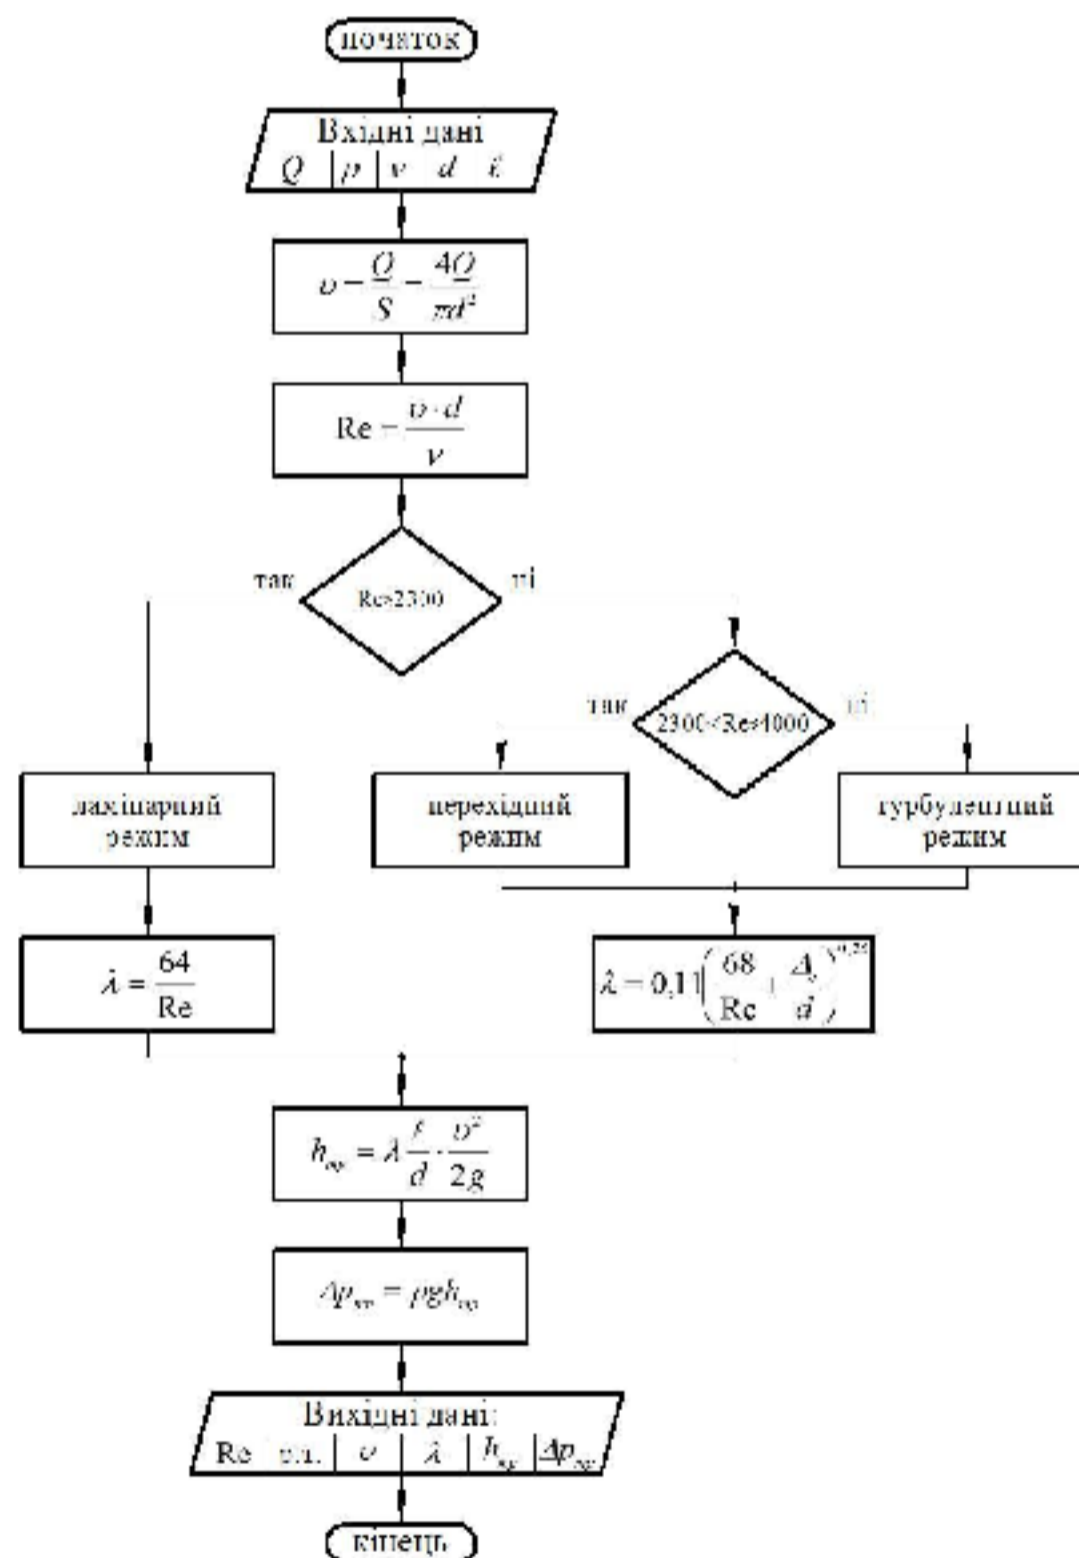 початок
Вхідні дані
Q p ν d ℓ
υ = Q/S = 4Q/πd²
Re = υ·d/ν
так
ні
Re>2300
так
ні
2300<Re>4000
ламінарний
режим
перехідний
режим
турбулентний
режим
λ = 64/Re
λ = 0,11(68/Re + Δ/d)^0,25
h = λ ℓ/d · υ²/2g
Δp = ρgh
Вихідні дані:
Re υ λ h Δp
кінець